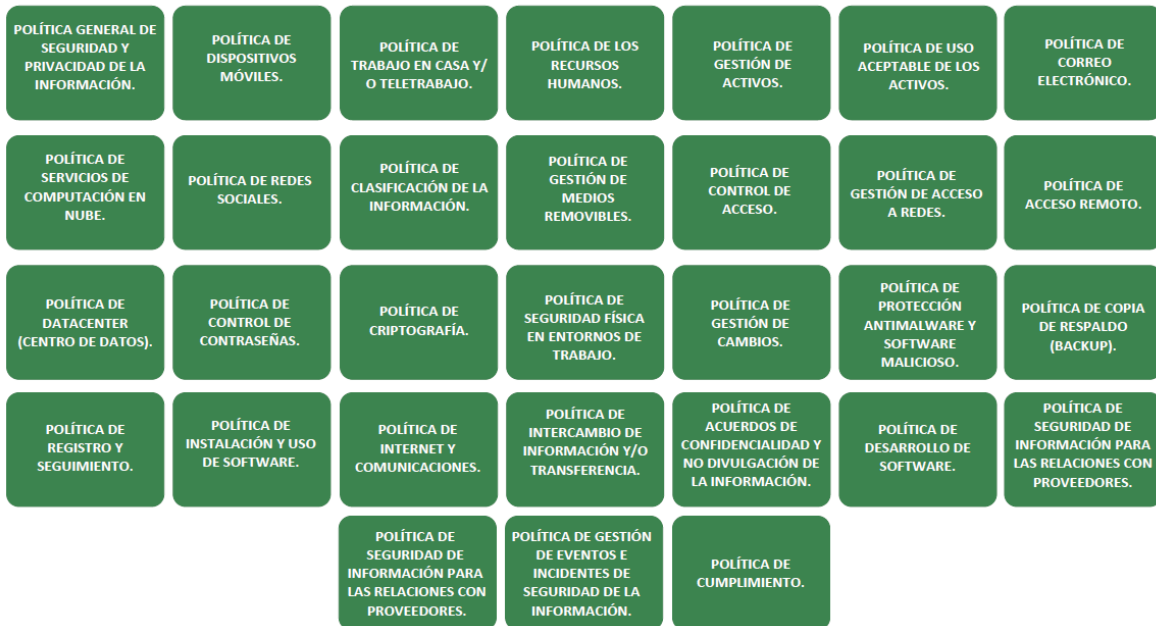 POLÍTICA GENERAL DE
SEGURIDAD Y
PRIVACIDAD DE LA
INFORMACIÓN.
POLÍTICA DE
DISPOSITIVOS
MÓVILES.
POLÍTICA DE
TRABAJO EN CASA Y/
O TELETRABAJO.
POLÍTICA DE LOS
RECURSOS
HUMANOS.
POLÍTICA DE
GESTIÓN DE
ACTIVOS.
POLÍTICA DE USO
ACEPTABLE DE LOS
ACTIVOS.
POLÍTICA DE
CORREO
ELECTRÓNICO.
POLÍTICA DE
SERVICIOS DE
COMPUTACIÓN EN
NUBE.
POLÍTICA DE REDES
SOCIALES.
POLÍTICA DE
CLASIFICACIÓN DE LA
INFORMACIÓN.
POLÍTICA DE
GESTIÓN DE
MEDIOS
REMOVIBLES.
POLÍTICA DE
CONTROL DE
ACCESO.
POLÍTICA DE
GESTIÓN DE ACCESO
A REDES.
POLÍTICA DE
ACCESO REMOTO.
POLÍTICA DE
DATACENTER
(CENTRO DE DATOS).
POLÍTICA DE
CONTROL DE
CONTRASEÑAS.
POLÍTICA DE
CRIPTOGRAFÍA.
POLÍTICA DE
SEGURIDAD FÍSICA
EN ENTORNOS DE
TRABAJO.
POLÍTICA DE
GESTIÓN DE
CAMBIOS.
POLÍTICA DE
PROTECCIÓN
ANTIMALWARE Y
SOFTWARE
MALICIOSO.
POLÍTICA DE COPIA
DE RESPALDO
(BACKUP).
POLÍTICA DE
REGISTRO Y
SEGUIMIENTO.
POLÍTICA DE
INSTALACIÓN Y USO
DE SOFTWARE.
POLÍTICA DE
INTERNET Y
COMUNICACIONES.
POLÍTICA DE
INTERCAMBIO DE
INFORMACIÓN Y/O
TRANSFERENCIA.
POLÍTICA DE
ACUERDOS DE
CONFIDENCIALIDAD Y
NO DIVULGACIÓN DE
LA INFORMACIÓN.
POLÍTICA DE
DESARROLLO DE
SOFTWARE.
POLÍTICA DE
SEGURIDAD DE
INFORMACIÓN PARA
LAS RELACIONES CON
PROVEEDORES.
POLÍTICA DE
SEGURIDAD DE
INFORMACIÓN PARA
LAS RELACIONES CON
PROVEEDORES.
POLÍTICA DE GESTIÓN
DE EVENTOS E
INCIDENTES DE
SEGURIDAD DE LA
INFORMACIÓN.
POLÍTICA DE
CUMPLIMIENTO.